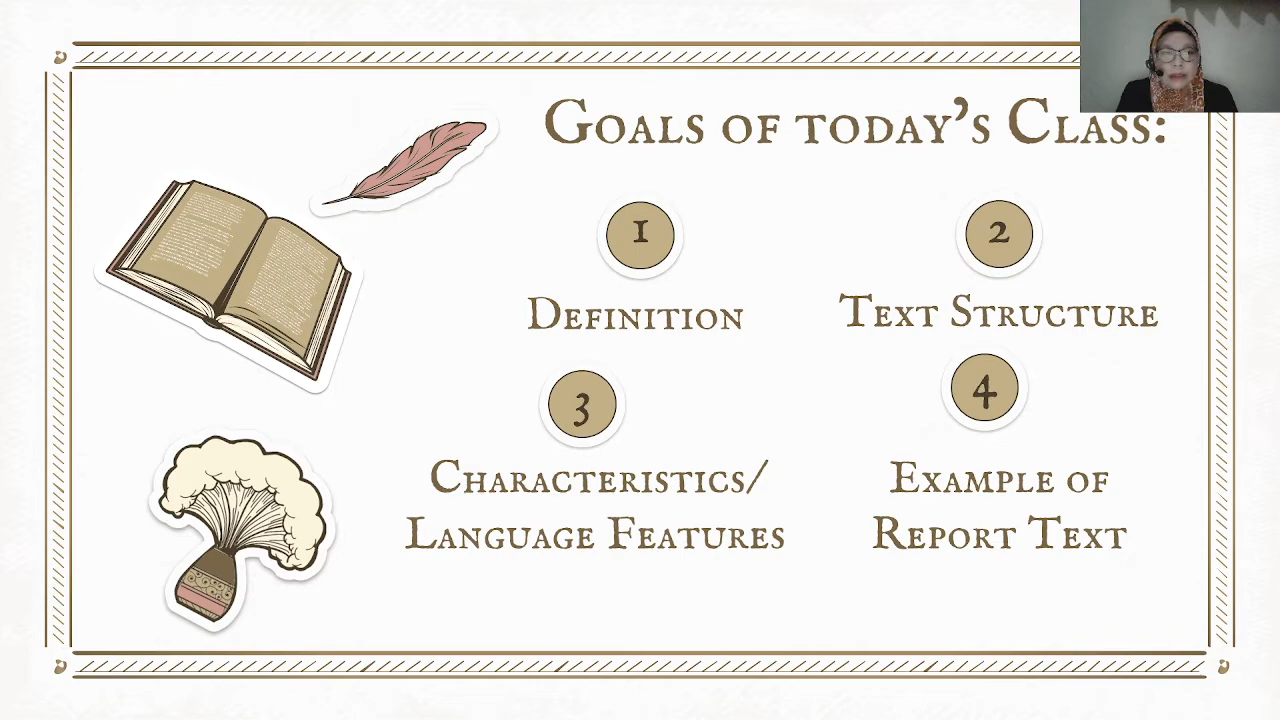 Goals of today's Class:
1
2
Definition
Text Structure
3
4
Characteristics/
Language Features
Example of
Report Text